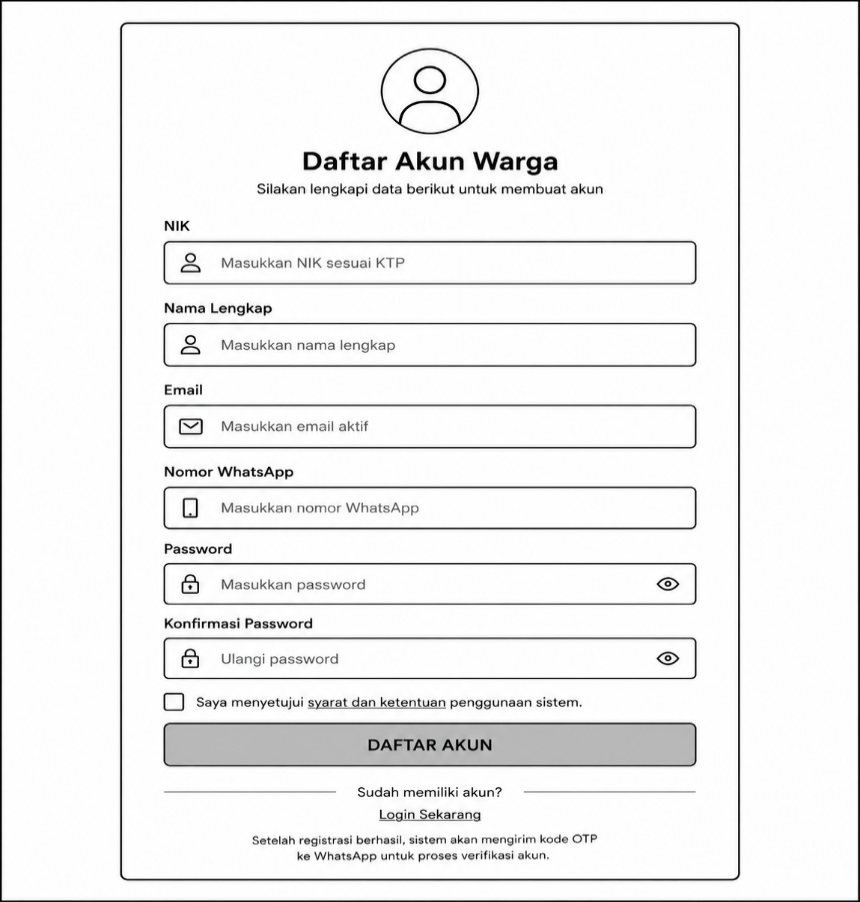 Daftar Akun Warga
Silakan lengkapi data berikut untuk membuat akun
NIK
Masukkan NIK sesuai KTP
Nama Lengkap
Masukkan nama lengkap
Email
Masukkan email aktif
Nomor WhatsApp
Masukkan nomor WhatsApp
Password
Masukkan password
Konfirmasi Password
Ulangi password
Saya menyetujui syarat dan ketentuan penggunaan sistem.
DAFTAR AKUN
Sudah memiliki akun?
Login Sekarang
Setelah registrasi berhasil, sistem akan mengirim kode OTP
ke WhatsApp untuk proses verifikasi akun.